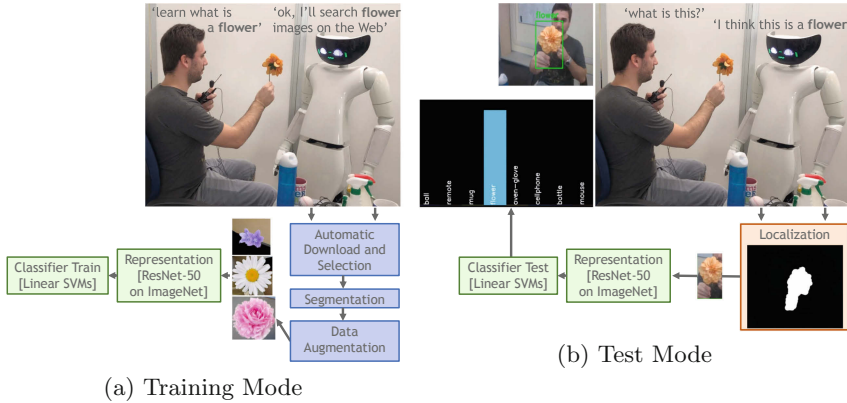 'learn what is
a flower'
'ok, I'll search flower
images on the Web'
Automatic
Download and
Selection
Segmentation
Data
Augmentation
Representation
[ResNet-50
on ImageNet]
Classifier Train
[Linear SVMs]
(a) Training Mode
flower
'what is this?'
'I think this is a flower'
ball
remote
mug
flower
oven-glove
cellphone
bottle
mouse
Localization
Representation
[ResNet-50
on ImageNet]
Classifier Test
[Linear SVMs]
(b) Test Mode